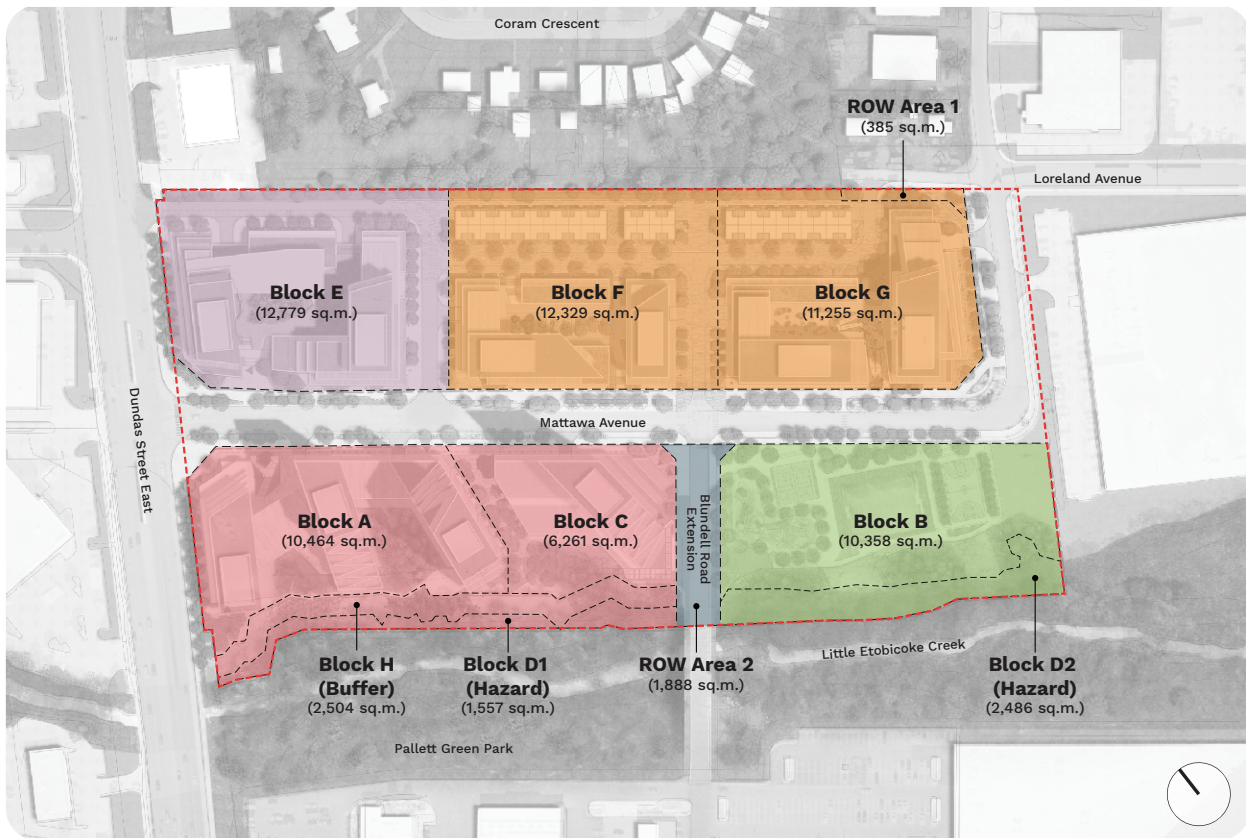 Coram Crescent
ROW Area 1
(385 sq.m.)
Loreland Avenue
Block E
(12,779 sq.m.)
Block F
(12,329 sq.m.)
Block G
(11,255 sq.m.)
Dundas Street East
Mattawa Avenue
Block A
(10,464 sq.m.)
Block C
(6,261 sq.m.)
Blundell Road
Extension
Block B
(10,358 sq.m.)
Block H
(Buffer)
(2,504 sq.m.)
Block D1
(Hazard)
(1,557 sq.m.)
ROW Area 2
(1,888 sq.m.)
Little Etobicoke Creek
Block D2
(Hazard)
(2,486 sq.m.)
Pallett Green Park